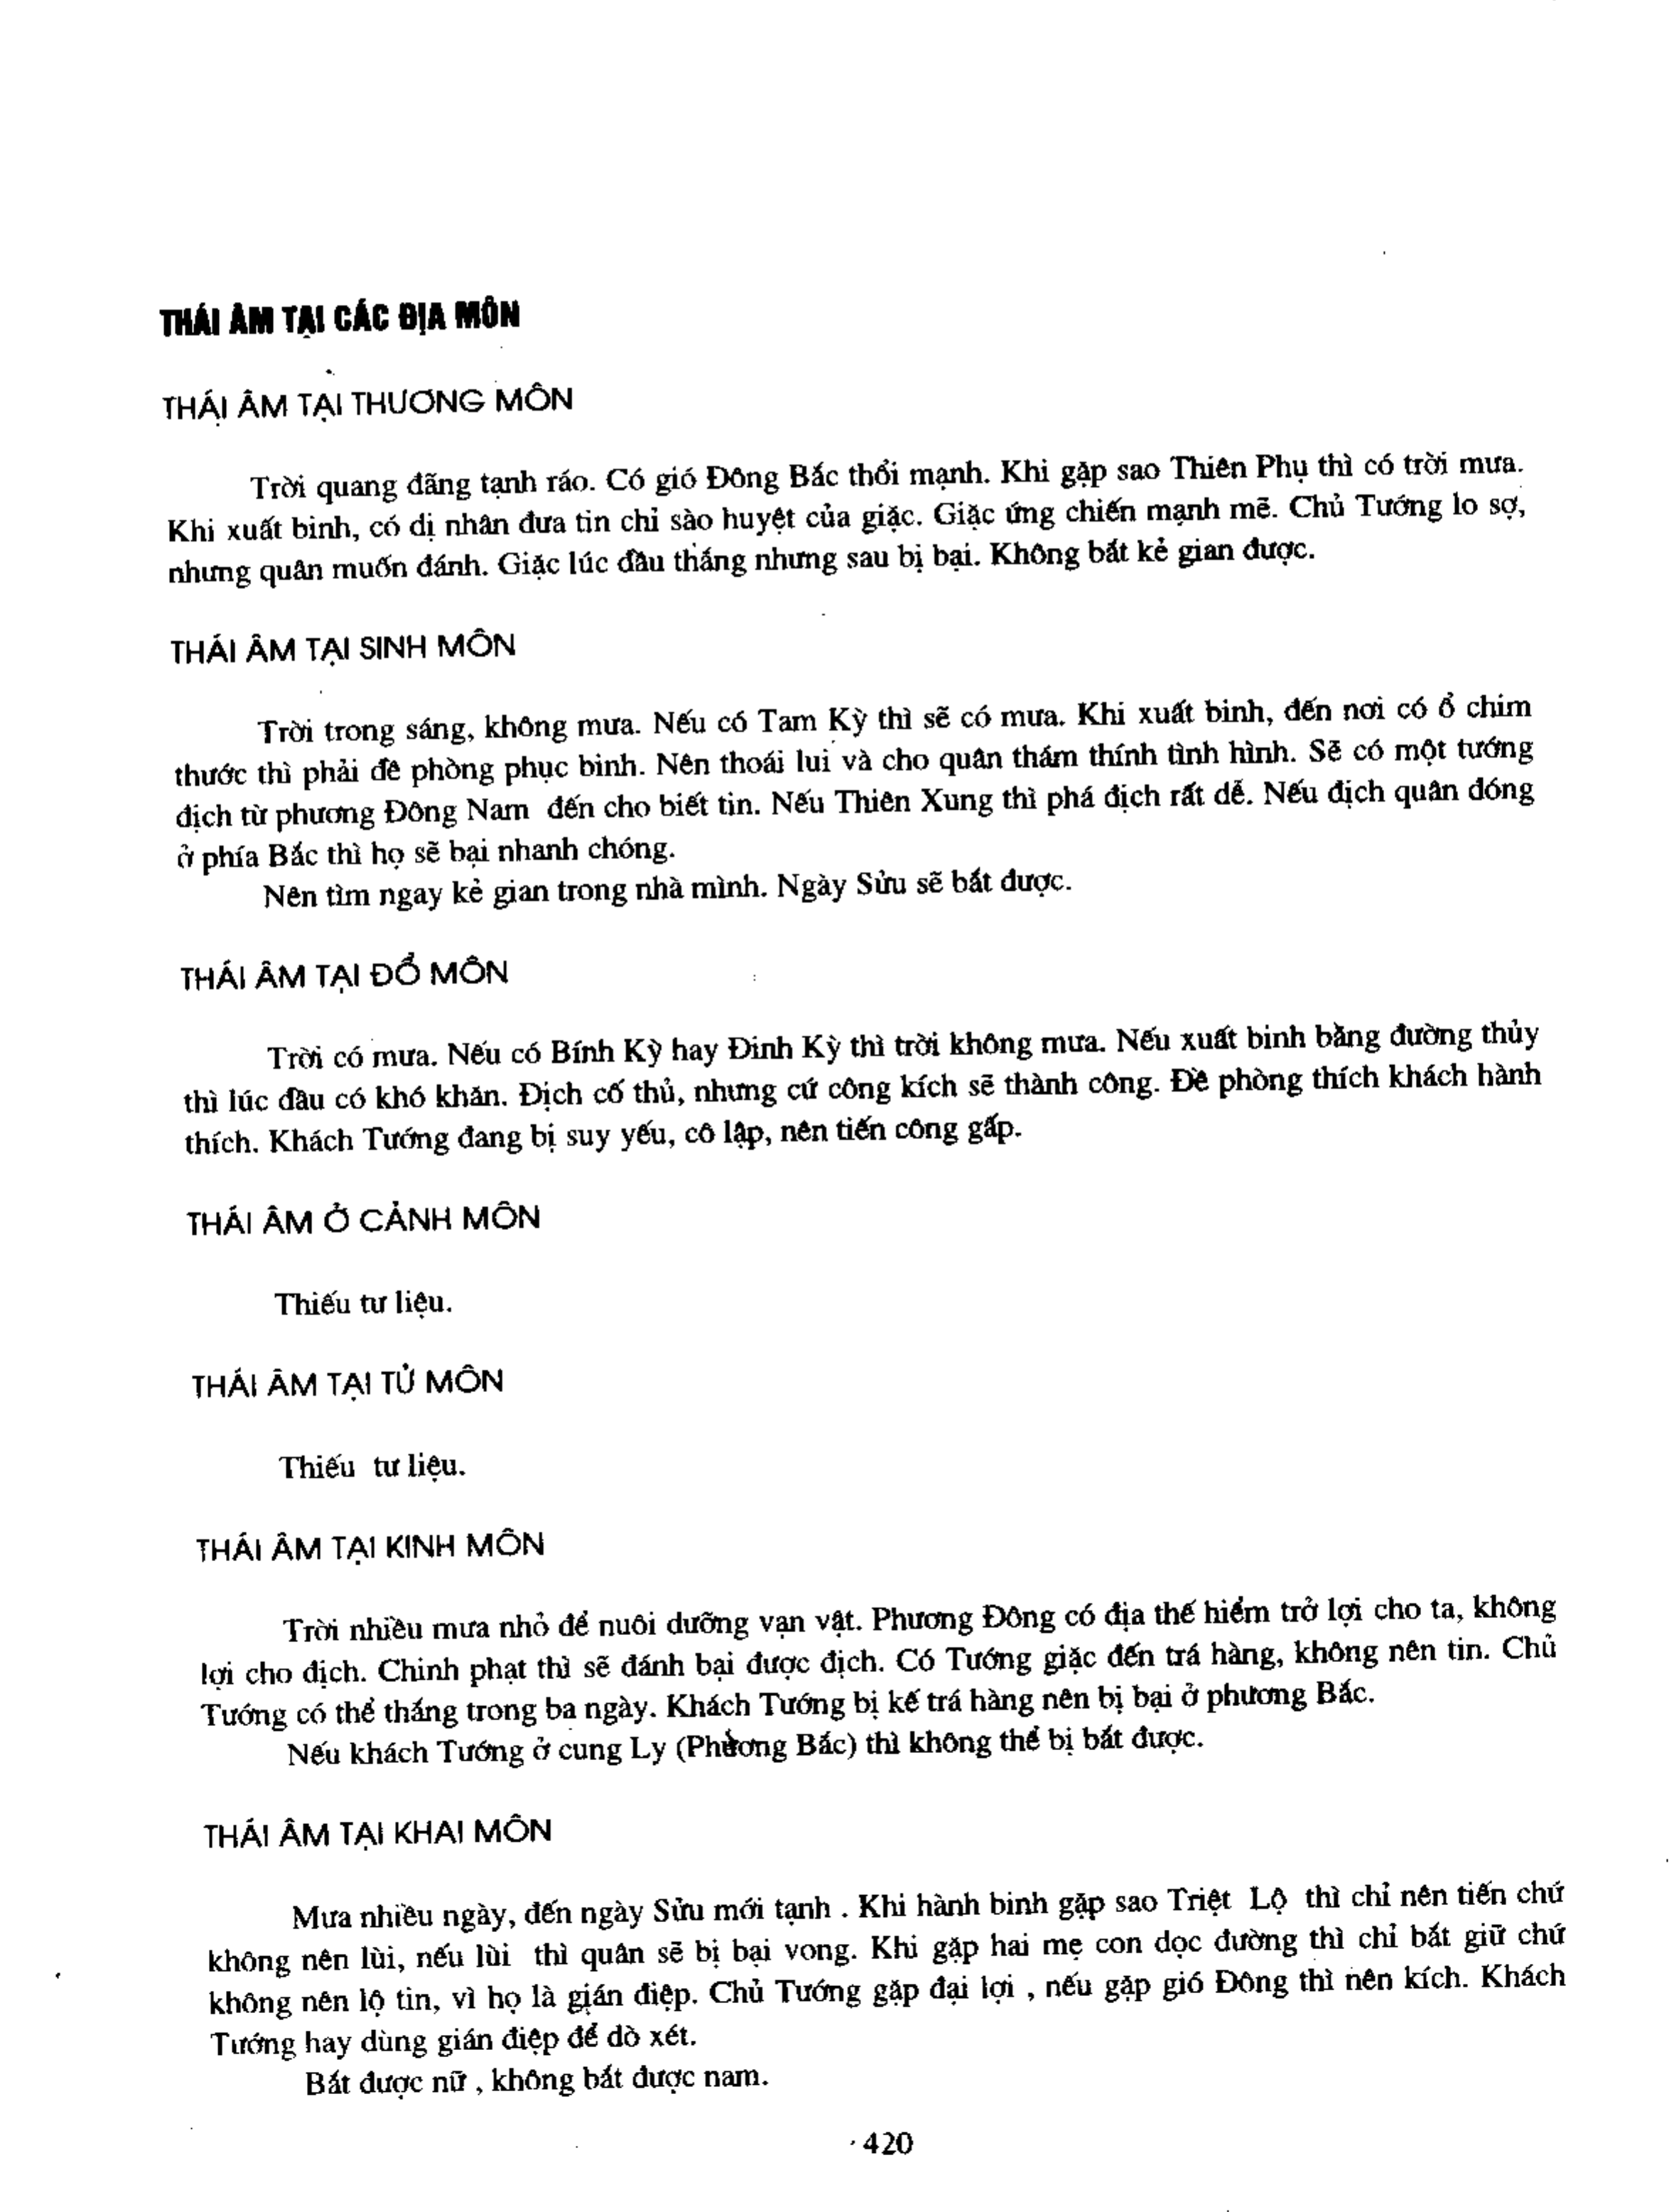 THÁI ÂM TẠI CÁC ĐỊA MÔN
THÁI ÂM TẠI THƯƠNG MÔN
Trời quang đãng tạnh ráo. Có gió Đông Bắc thổi mạnh. Khi gặp sao Thiên Phụ thì có trời mưa.
Khi xuất binh, có dị nhân đưa tin chỉ sào huyệt của giặc. Giặc ứng chiến mạnh mẽ. Chủ Tướng lo sợ,
nhưng quân muốn đánh. Giặc lúc đầu thắng nhưng sau bị bại. Không bắt kẻ gian được.
THÁI ÂM TẠI SINH MÔN
Trời trong sáng, không mưa. Nếu có Tam Kỳ thì sẽ có mưa. Khi xuất binh, đến nơi có ổ chim
thước thì phải đề phòng phục binh. Nên thoái lui và cho quân thám thính tình hình. Sẽ có một tướng
địch từ phương Đông Nam đến cho biết tin. Nếu Thiên Xung thì phá địch rất dễ. Nếu địch quân đóng
ở phía Bắc thì họ sẽ bại nhanh chóng.
Nên tìm ngay kẻ gian trong nhà mình. Ngày Sửu sẽ bắt được.
THÁI ÂM TẠI ĐỔ MÔN
Trời có mưa. Nếu có Bính Kỳ hay Đinh Kỳ thì trời không mưa. Nếu xuất binh bằng đường thủy
thì lúc đầu có khó khăn. Địch cố thủ, nhưng cứ công kích sẽ thành công. Đề phòng thích khách hành
thích. Khách Tướng đang bị suy yếu, cô lập, nên tiến công gấp.
THÁI ÂM Ở CẢNH MÔN
Thiếu tư liệu.
THÁI ÂM TẠI TỬ MÔN
Thiếu tư liệu.
THÁI ÂM TẠI KINH MÔN
Trời nhiều mưa nhỏ để nuôi dưỡng vạn vật. Phương Đông có địa thế hiểm trở lợi cho ta, không
lợi cho địch. Chinh phạt thì sẽ đánh bại được địch. Có Tướng giặc đến trá hàng, không nên tin. Chủ
Tướng có thể thắng trong ba ngày. Khách Tướng bị kế trá hàng nên bị bại ở phương Bắc.
Nếu khách Tướng ở cung Ly (Phương Bắc) thì không thể bị bắt được.
THÁI ÂM TẠI KHAI MÔN
Mưa nhiều ngày, đến ngày Sửu mới tạnh . Khi hành binh gặp sao Triệt Lộ thì chỉ nên tiến chứ
không nên lùi, nếu lùi thì quân sẽ bị bại vong. Khi gặp hai mẹ con dọc đường thì chỉ bắt giữ chứ
không nên lộ tin, vì họ là gián điệp. Chủ Tướng gặp đại lợi , nếu gặp gió Đông thì nên kích. Khách
Tướng hay dùng gián điệp để dò xét.
Bắt được nữ , không bắt được nam.
420